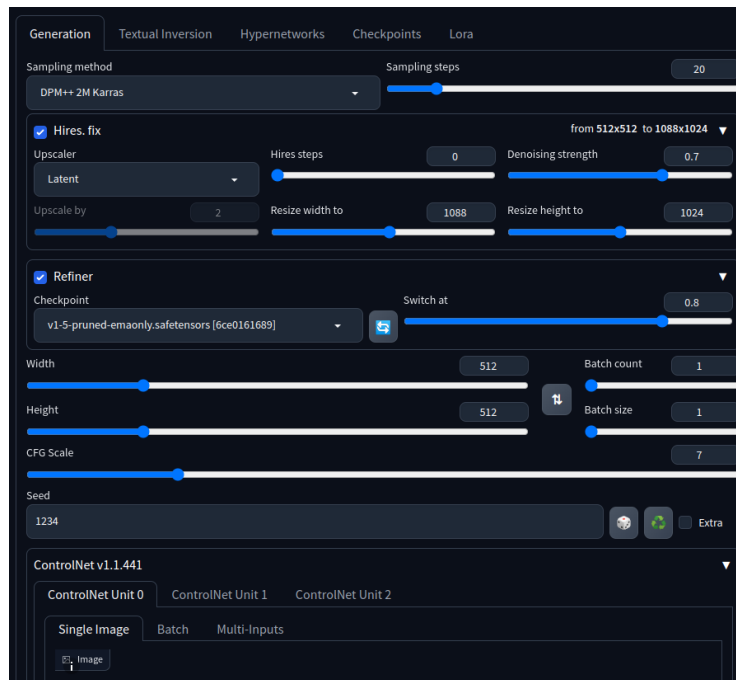 Generation Textual Inversion Hypernetworks Checkpoints Lora
Sampling method Sampling steps 20
DPM++ 2M Karras
Hires. fix from 512x512 to 1088x1024 ▼
Upscaler Hires steps 0 Denoising strength 0.7
Latent
Upscale by 2 Resize width to 1088 Resize height to 1024
Refiner ▼
Checkpoint Switch at 0.8
v1-5-pruned-emaonly.safetensors [6ce0161689]
Width 512 Batch count 1
Height 512 Batch size 1
CFG Scale 7
Seed
1234 Extra
ControlNet v1.1.441 ▼
ControlNet Unit 0 ControlNet Unit 1 ControlNet Unit 2
Single Image Batch Multi-Inputs
Image